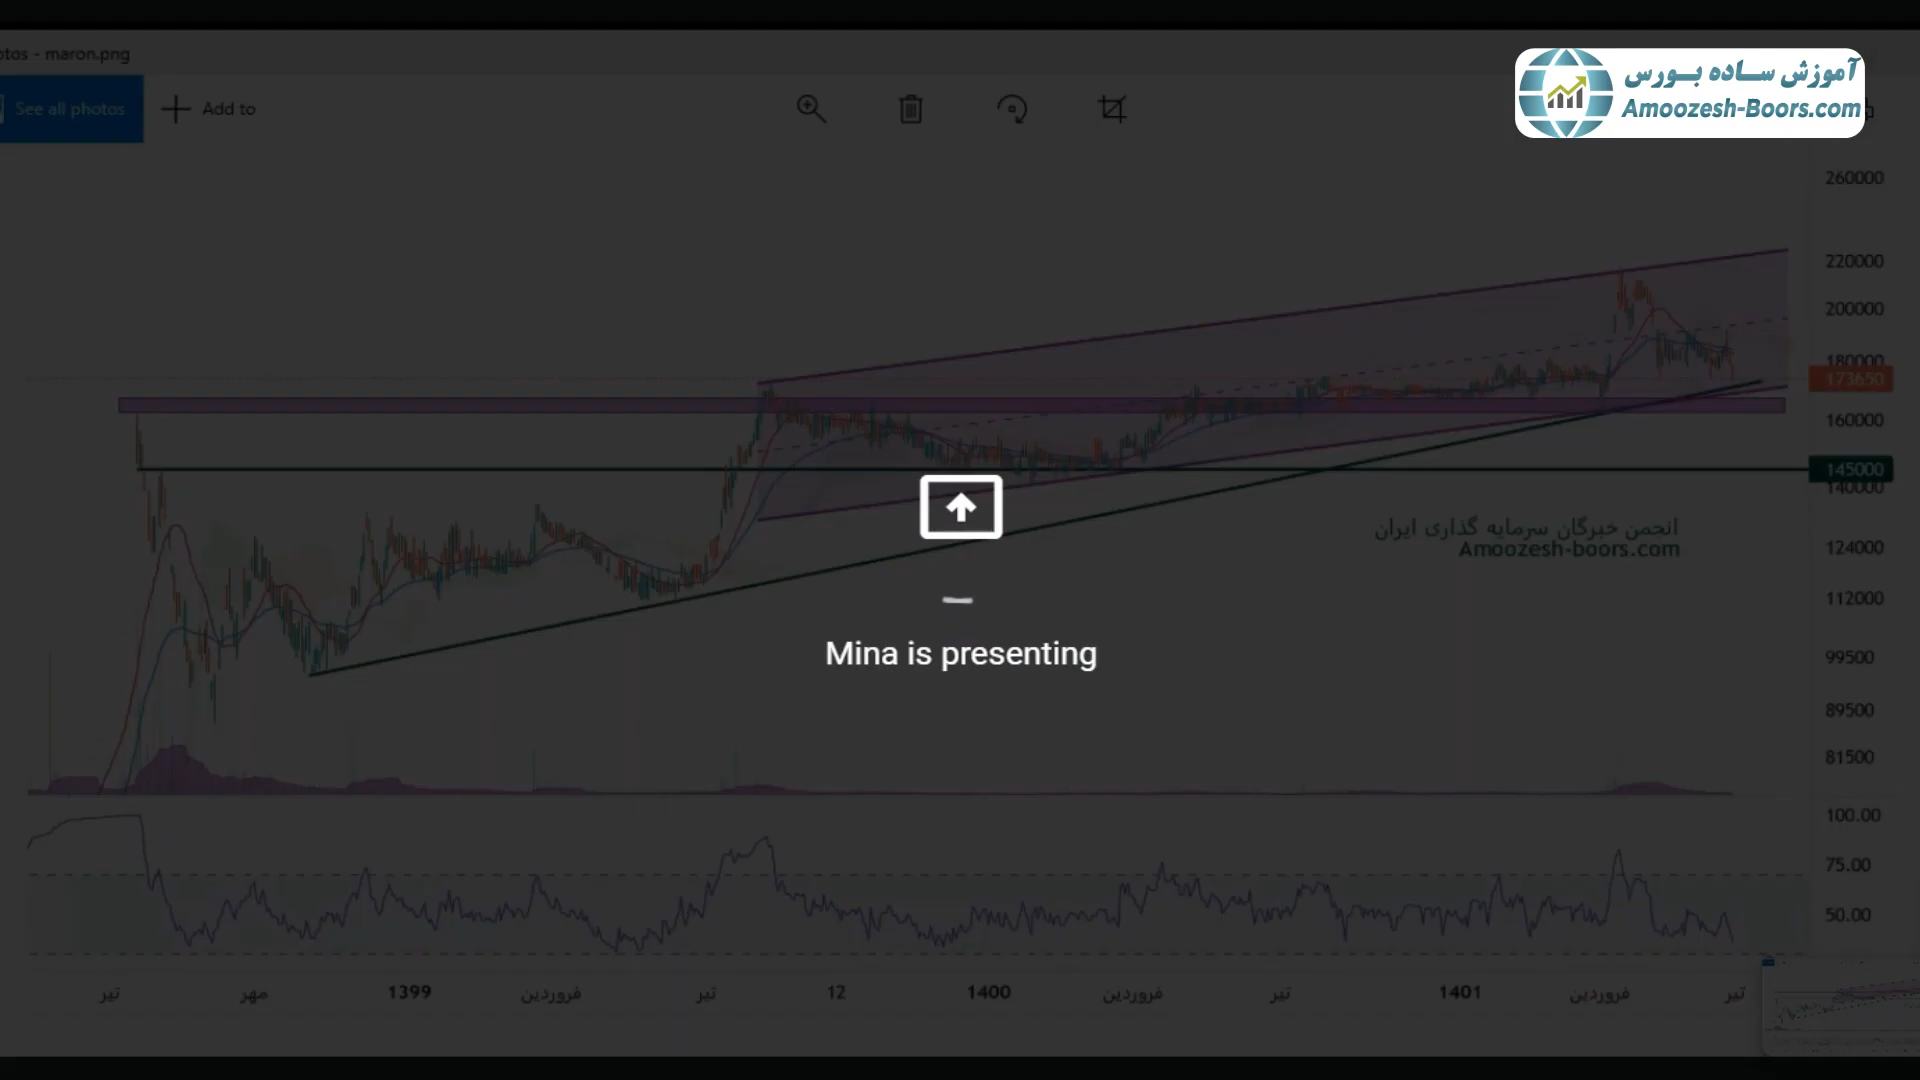 otos - maron.png
See all photos
Add to
آموزش ساده بورس
Amoozesh-Boors.com
260000
220000
200000
180000
173650
160000
145000
140000
انجمن خبرگان سرمایه گذاری ایران
Amoozesh-boors.com
124000
112000
99500
89500
81500
Mina is presenting
100.00
75.00
50.00
تیر
مهر
1399
فروردین
تیر
12
1400
فروردین
تیر
1401
فروردین
تیر